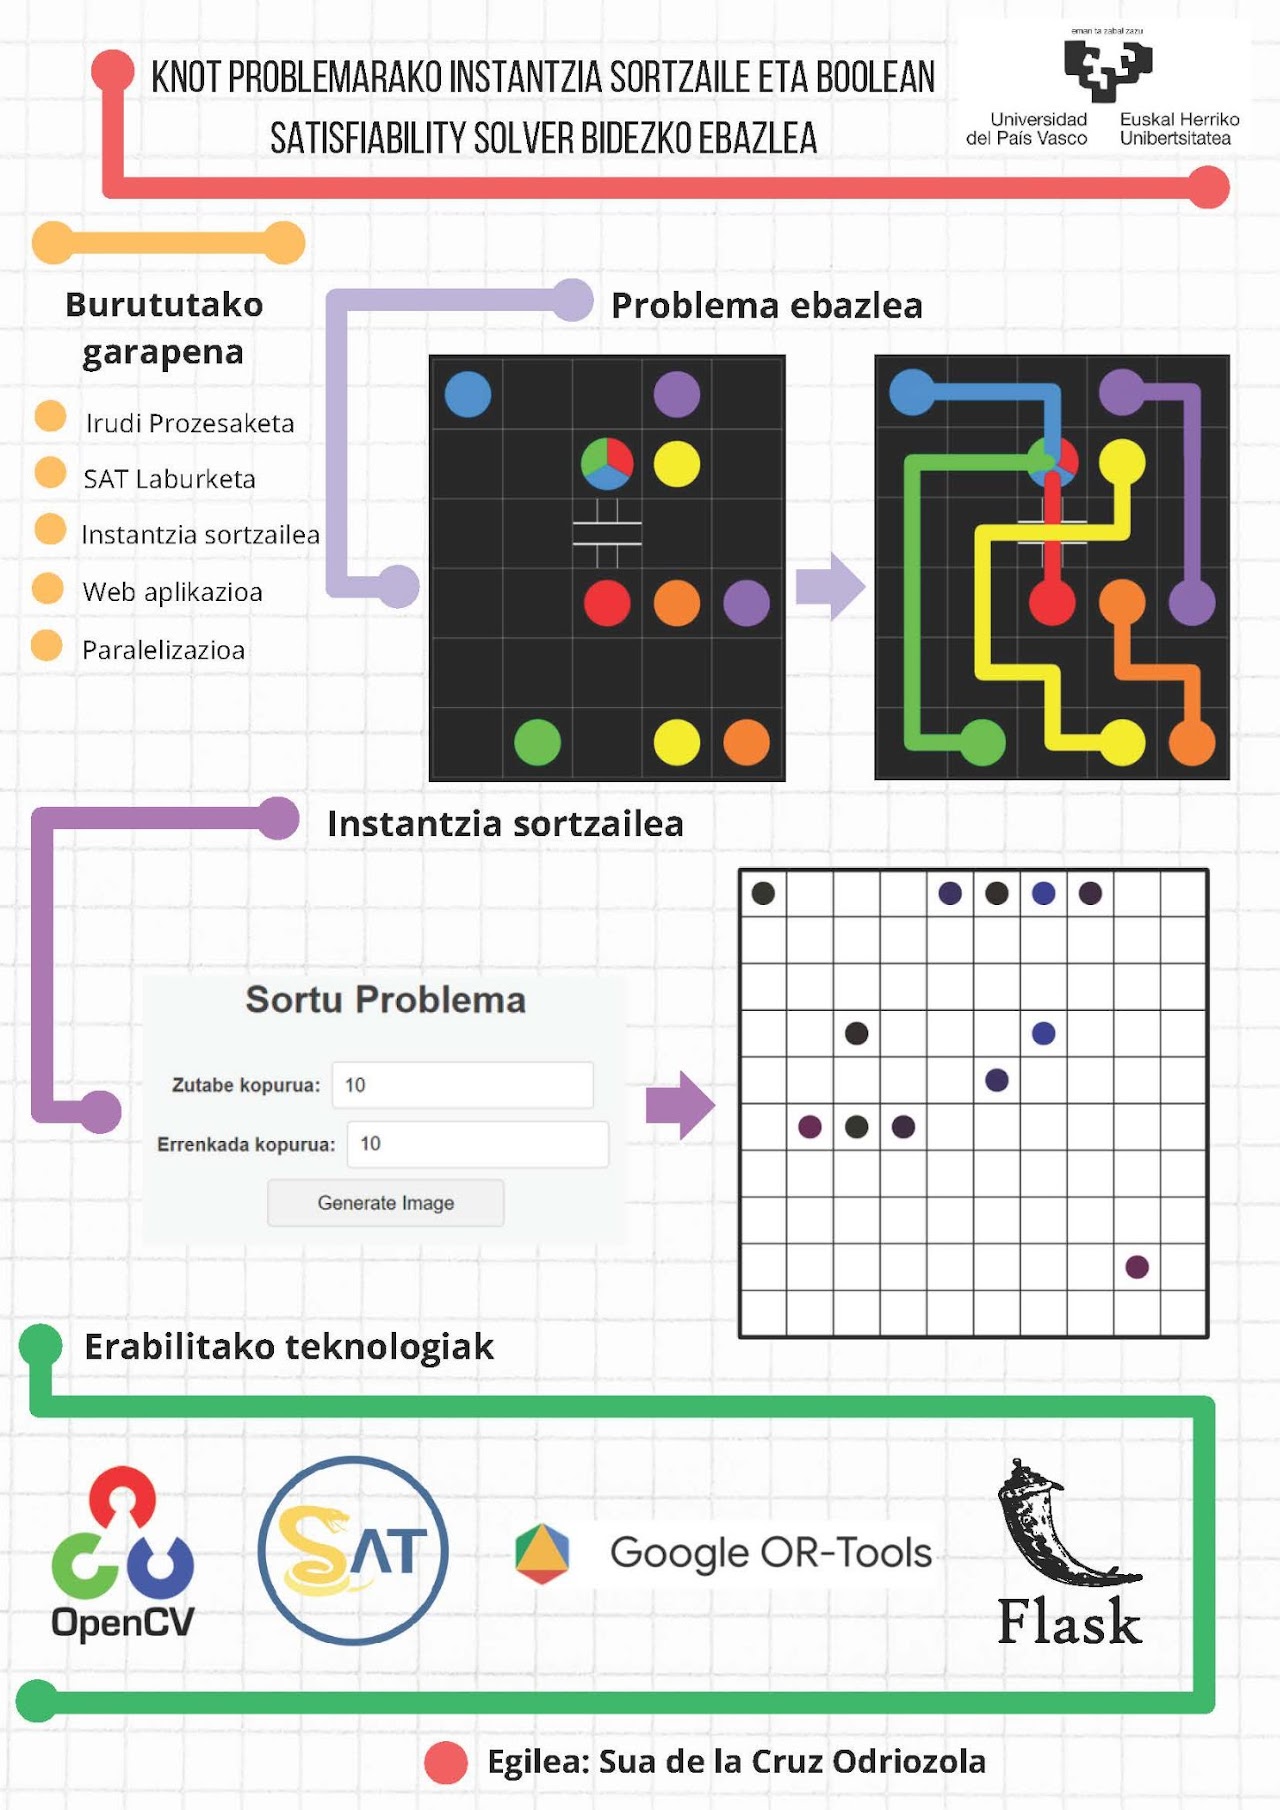 KNOT PROBLEMARAKO INSTANTZIA SORTZAILE ETA BOOLEAN
SATISFIABILITY SOLVER BIDEZKO EBAZLEA
eman ta zabal zazu
Universidad
del País Vasco
Euskal Herriko
Unibertsitatea
Burututako
garapena
Irudi Prozesaketa
SAT Laburketa
Instantzia sortzailea
Web aplikazioa
Paralelizazioa
Problema ebazlea
Instantzia sortzailea
Sortu Problema
Zutabe kopurua: 10
Errenkada kopurua: 10
Generate Image
Erabilitako teknologiak
OpenCV
SAT
Google OR-Tools
Flask
Egilea: Sua de la Cruz Odriozola